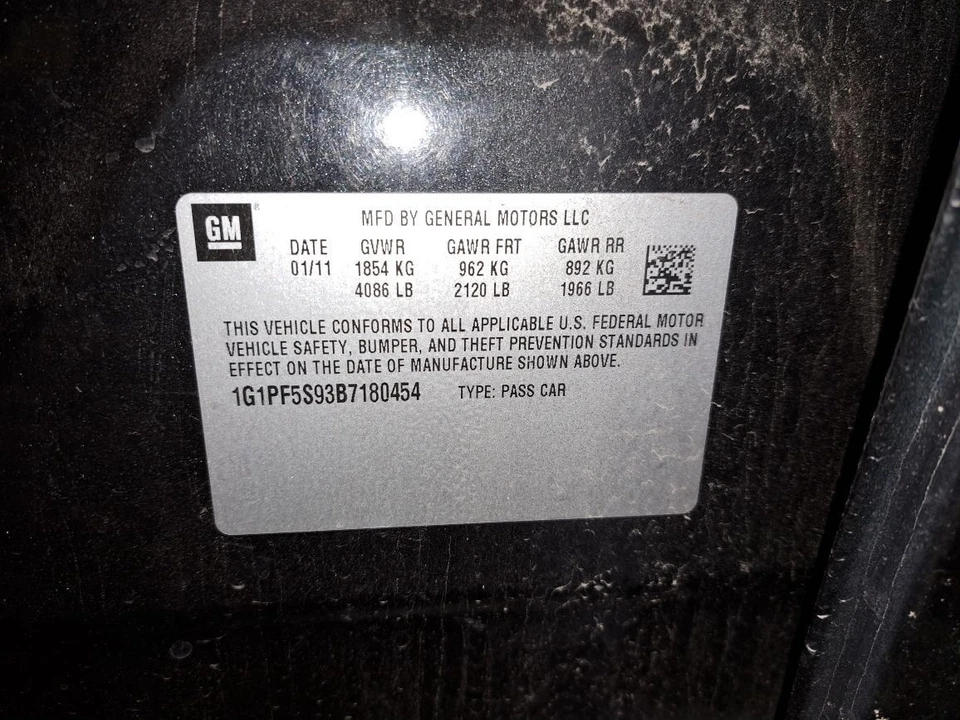 GM®
MFD BY GENERAL MOTORS LLC
DATE GVWR GAWR FRT GAWR RR
01/11 1854 KG 962 KG 892 KG
4086 LB 2120 LB 1966 LB
THIS VEHICLE CONFORMS TO ALL APPLICABLE U.S. FEDERAL MOTOR
VEHICLE SAFETY, BUMPER, AND THEFT PREVENTION STANDARDS IN
EFFECT ON THE DATE OF MANUFACTURE SHOWN ABOVE.
1G1PF5S93B7180454 TYPE: PASS CAR